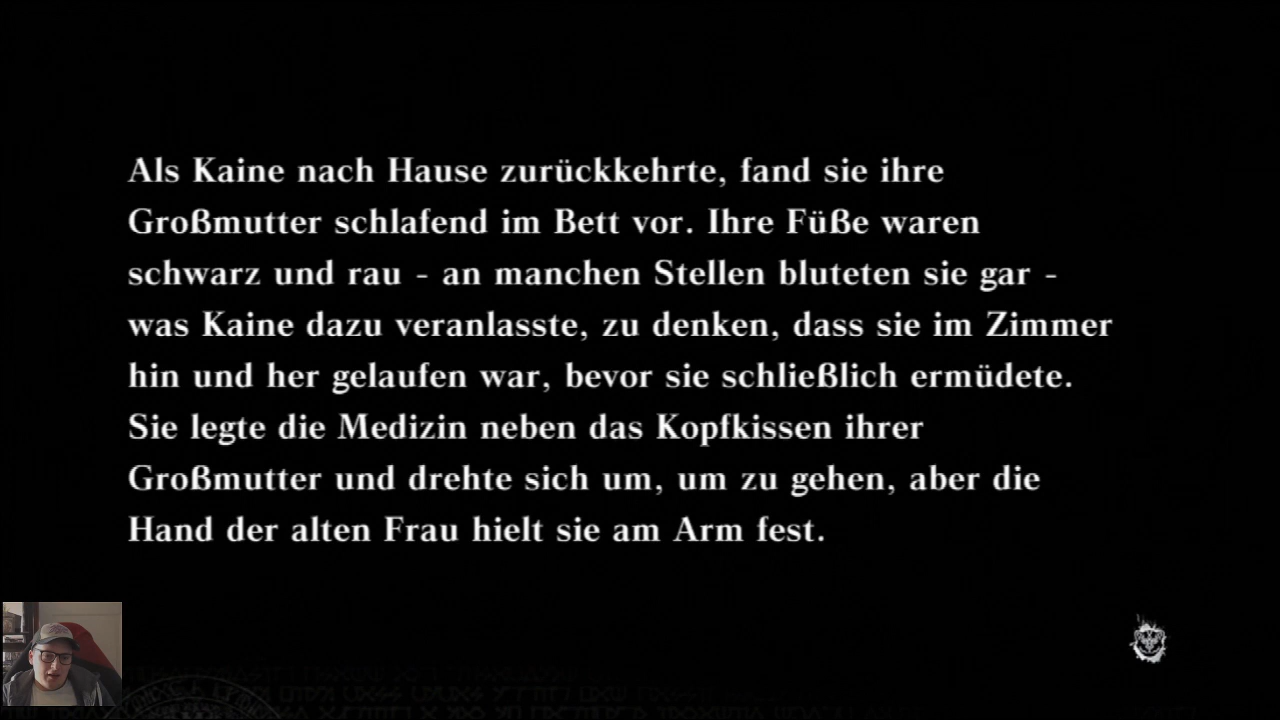 Als Kaine nach Hause zurückkehrte, fand sie ihre
Großmutter schlafend im Bett vor. Ihre Füße waren
schwarz und rau - an manchen Stellen bluteten sie gar -
was Kaine dazu veranlasste, zu denken, dass sie im Zimmer
hin und her gelaufen war, bevor sie schließlich ermüdete.
Sie legte die Medizin neben das Kopfkissen ihrer
Großmutter und drehte sich um, um zu gehen, aber die
Hand der alten Frau hielt sie am Arm fest.